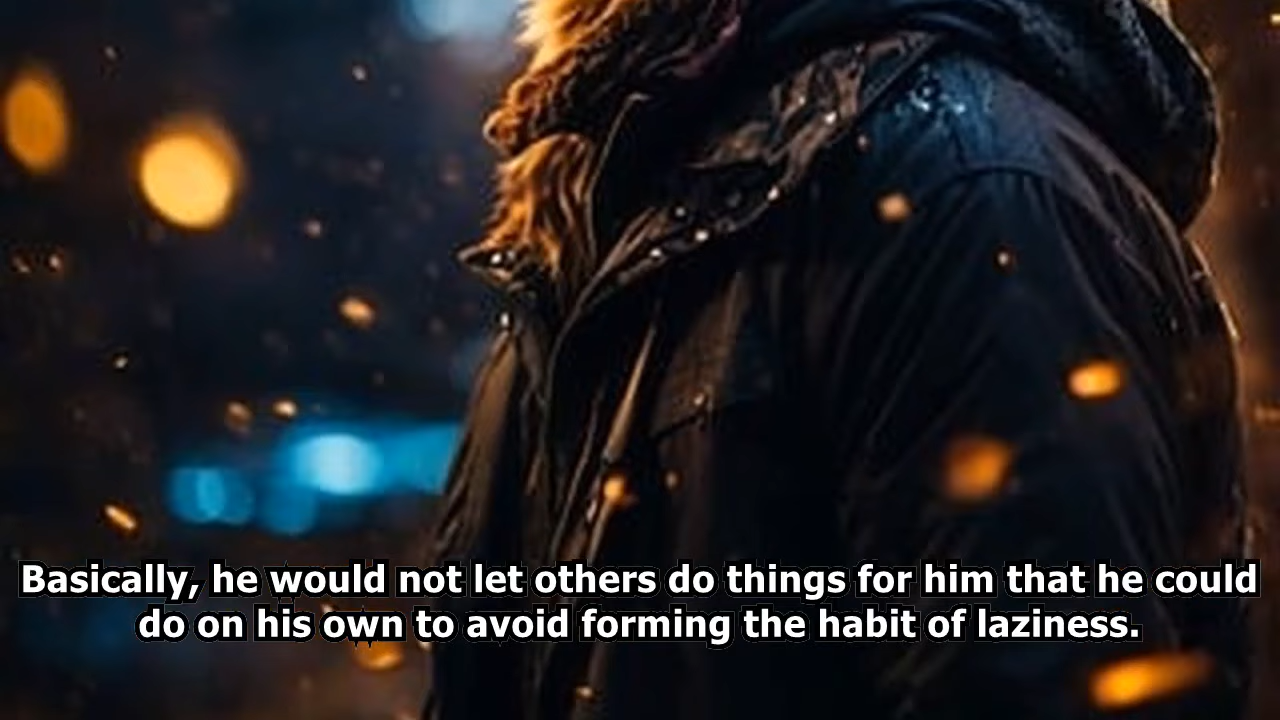 Basically, he would not let others do things for him that he could
do on his own to avoid forming the habit of laziness.